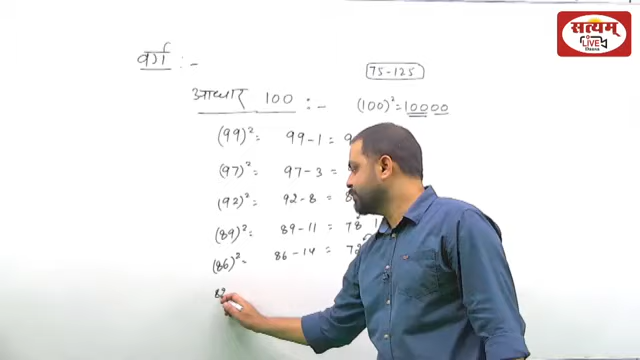 सत्यम्
LIVE
वर्ग :-
75-125
आधार 100 :-
(100)² = 10000
(99)² = 99-1 = 9
(97)² = 97-3 =
(92)² = 92-8 = 8
(89)² = 89-11 = 78
(86)² = 86-14 = 72